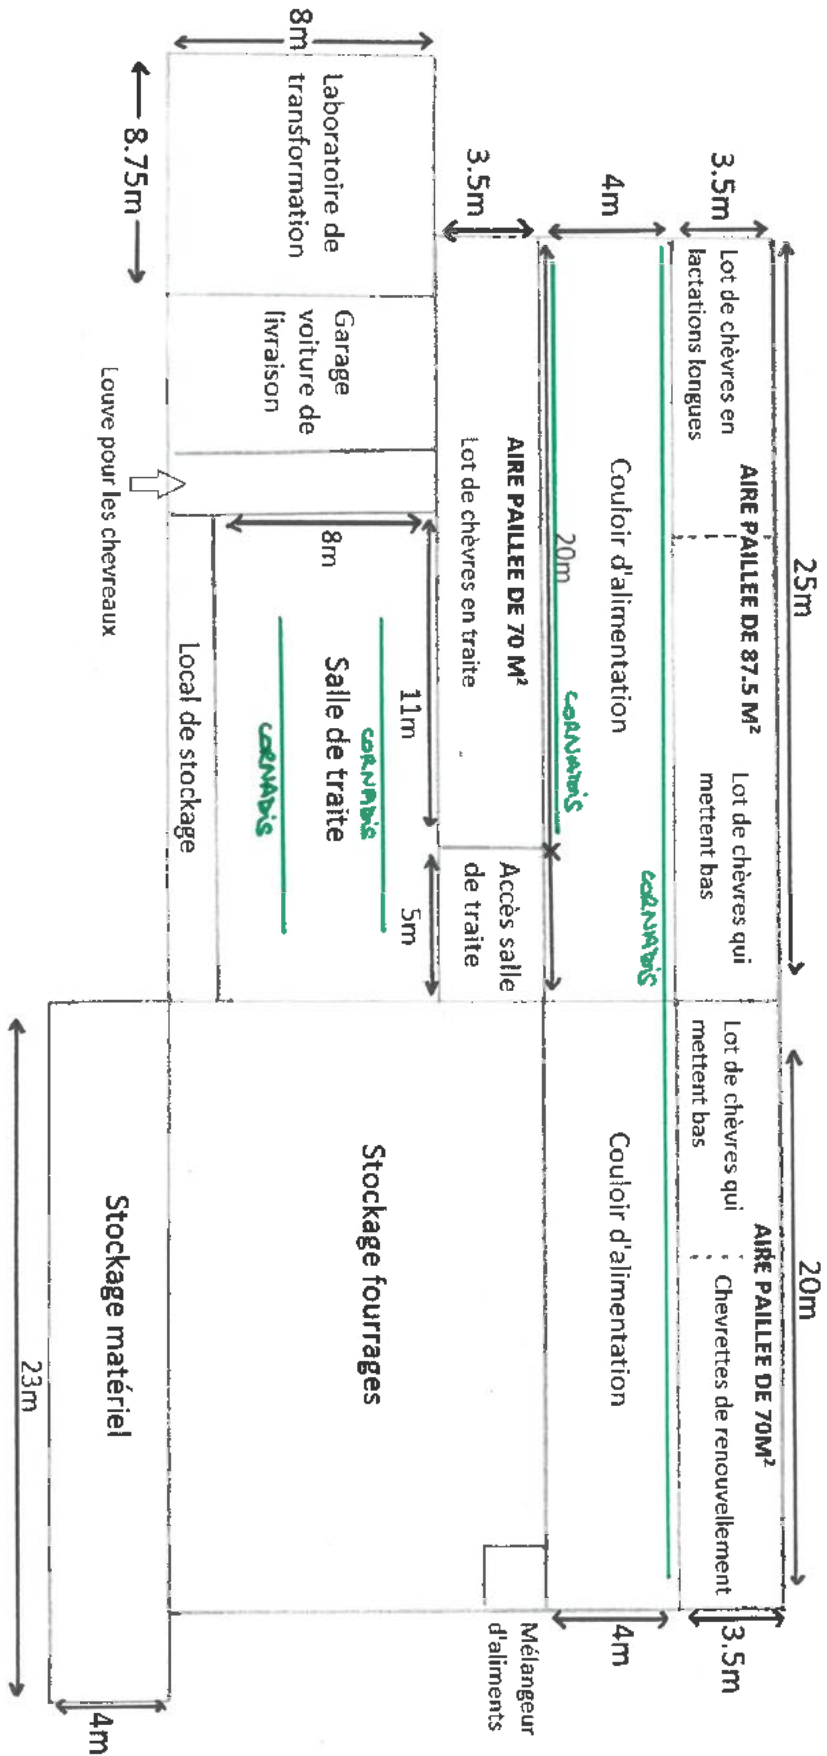 25m
20m
3.5m
Lot de chèvres en
lactations longues
AIRE PAILLEE DE 87.5 M²
Lot de chèvres qui
mettent bas
Lot de chèvres qui
mettent bas
AIRE PAILLEE DE 70M²
Chevrettes de renouvellement
3.5m
4m
Couloir d'alimentation
CORNADIS
CORNADIS
Couloir d'alimentation
4m
20m
3.5m
AIRE PAILLEE DE 70 M²
Lot de chèvres en traite
Accès salle
de traite
Mélangeur
d'aliments
8m
Laboratoire de
transformation
Garage
voiture de
livraison
8m
11m
5m
CORNADIS
Salle de traite
CORNADIS
Local de stockage
Stockage fourrages
8.75m
Louve pour les chevreaux
Stockage matériel
4m
23m